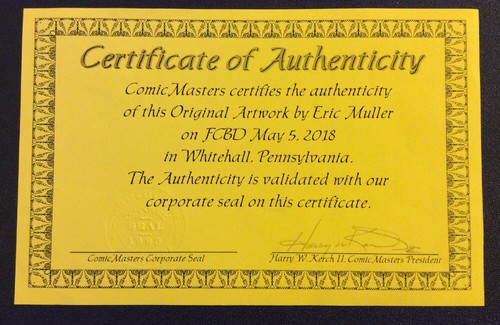 Certificate of Authenticity
ComicMasters certifies the authenticity
of this Original Artwork by Eric Muller
on FCBD May 5, 2018
in Whitehall, Pennsylvania.
The Authenticity is validated with our
corporate seal on this certificate.
SEAL
ComicMasters Corporate Seal
Harry W. Kerch II, ComicMasters President